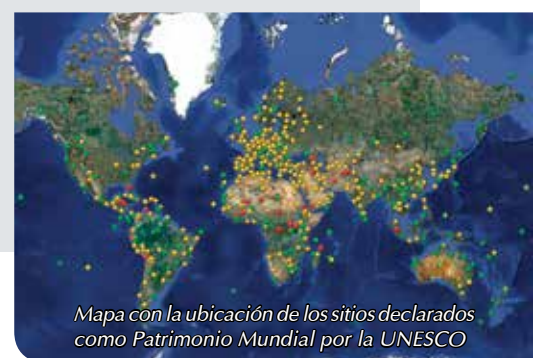 Mapa con la ubicación de los sitios declarados
como Patrimonio Mundial por la UNESCO